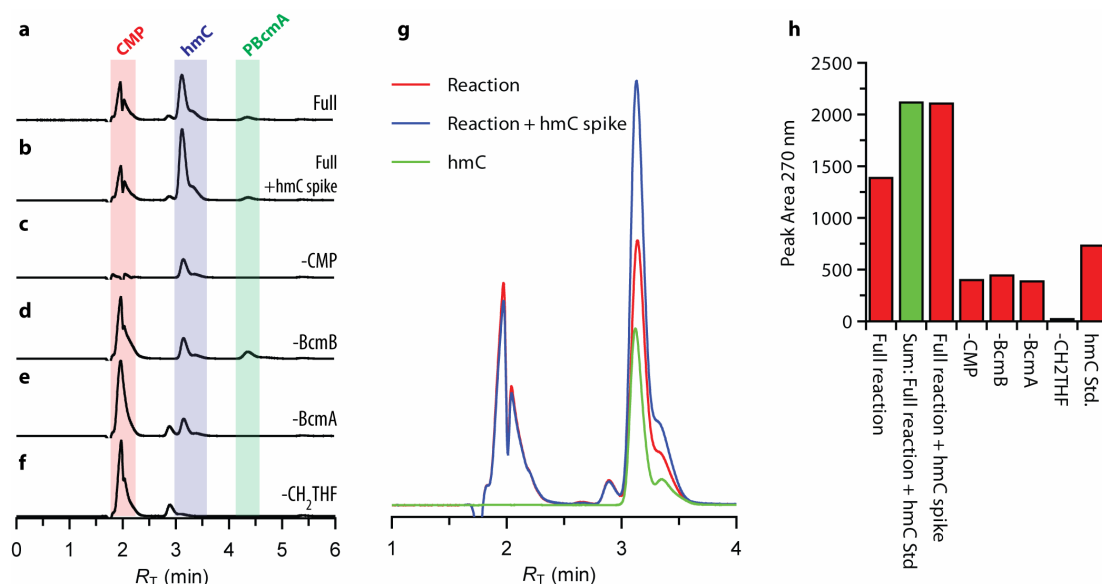 a
CMP
hmC
PBcmA
Full
b
Full
+hmC spike
c
-CMP
d
-BcmB
e
-BcmA
f
-CH2THF
0 1 2 3 4 5 6
RT (min)
g
Reaction
Reaction + hmC spike
hmC
1 2 3 4
RT (min)
h
2500
2000
1500
1000
500
0
Peak Area 270 nm
Full reaction
Sum: Full reaction + hmC Std
Full reaction + hmC spike
-CMP
-BcmB
-BcmA
-CH2THF
hmC Std.